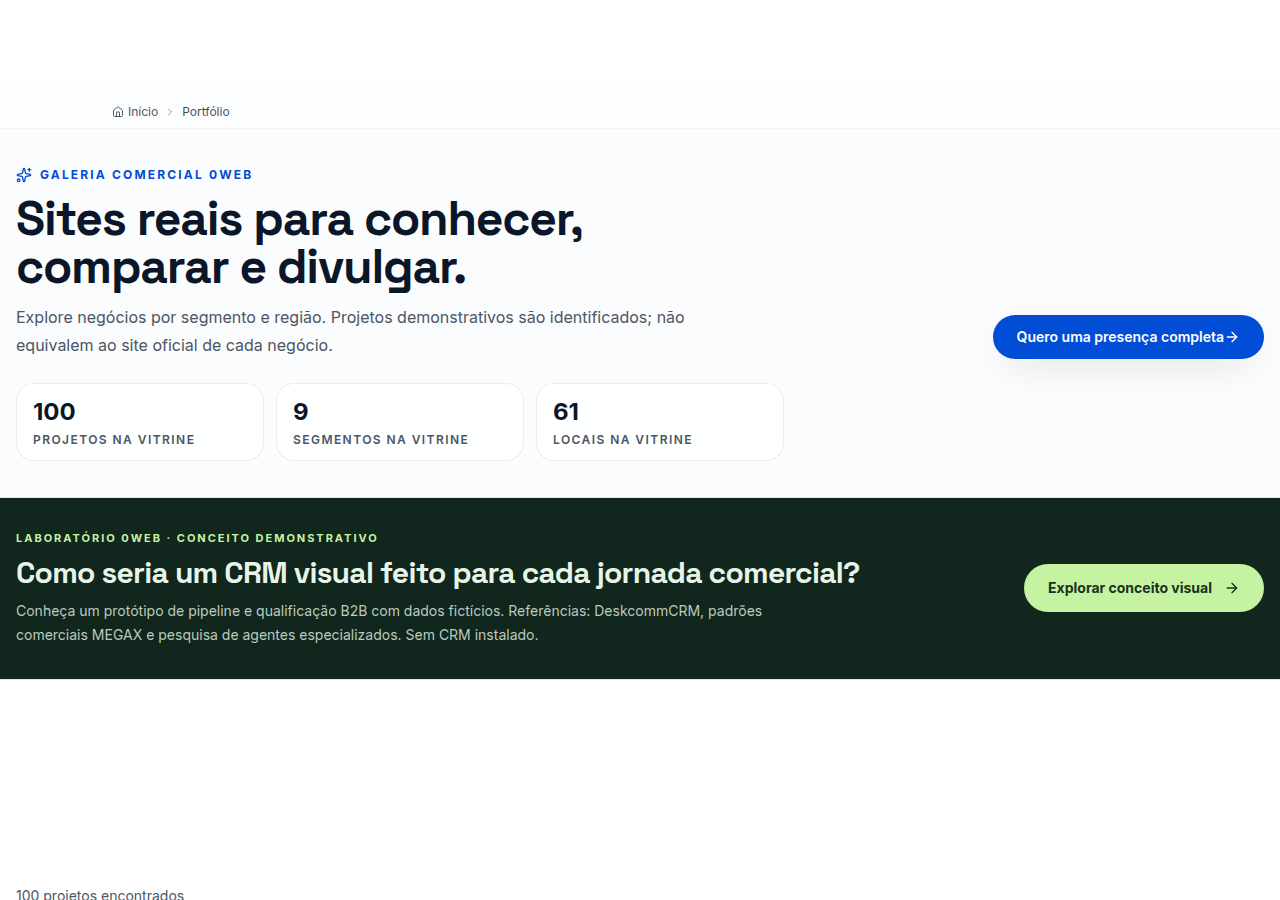 Início
Portfólio
GALERIA COMERCIAL 0WEB
Sites reais para conhecer,
comparar e divulgar.
Explore negócios por segmento e região. Projetos demonstrativos são identificados; não
equivalem ao site oficial de cada negócio.
Quero uma presença completa
100
PROJETOS NA VITRINE
9
SEGMENTOS NA VITRINE
61
LOCAIS NA VITRINE
LABORATÓRIO 0WEB · CONCEITO DEMONSTRATIVO
Como seria um CRM visual feito para cada jornada comercial?
Conheça um protótipo de pipeline e qualificação B2B com dados fictícios. Referências: DeskcommCRM, padrões
comerciais MEGAX e pesquisa de agentes especializados. Sem CRM instalado.
Explorar conceito visual
100 projetos encontrados